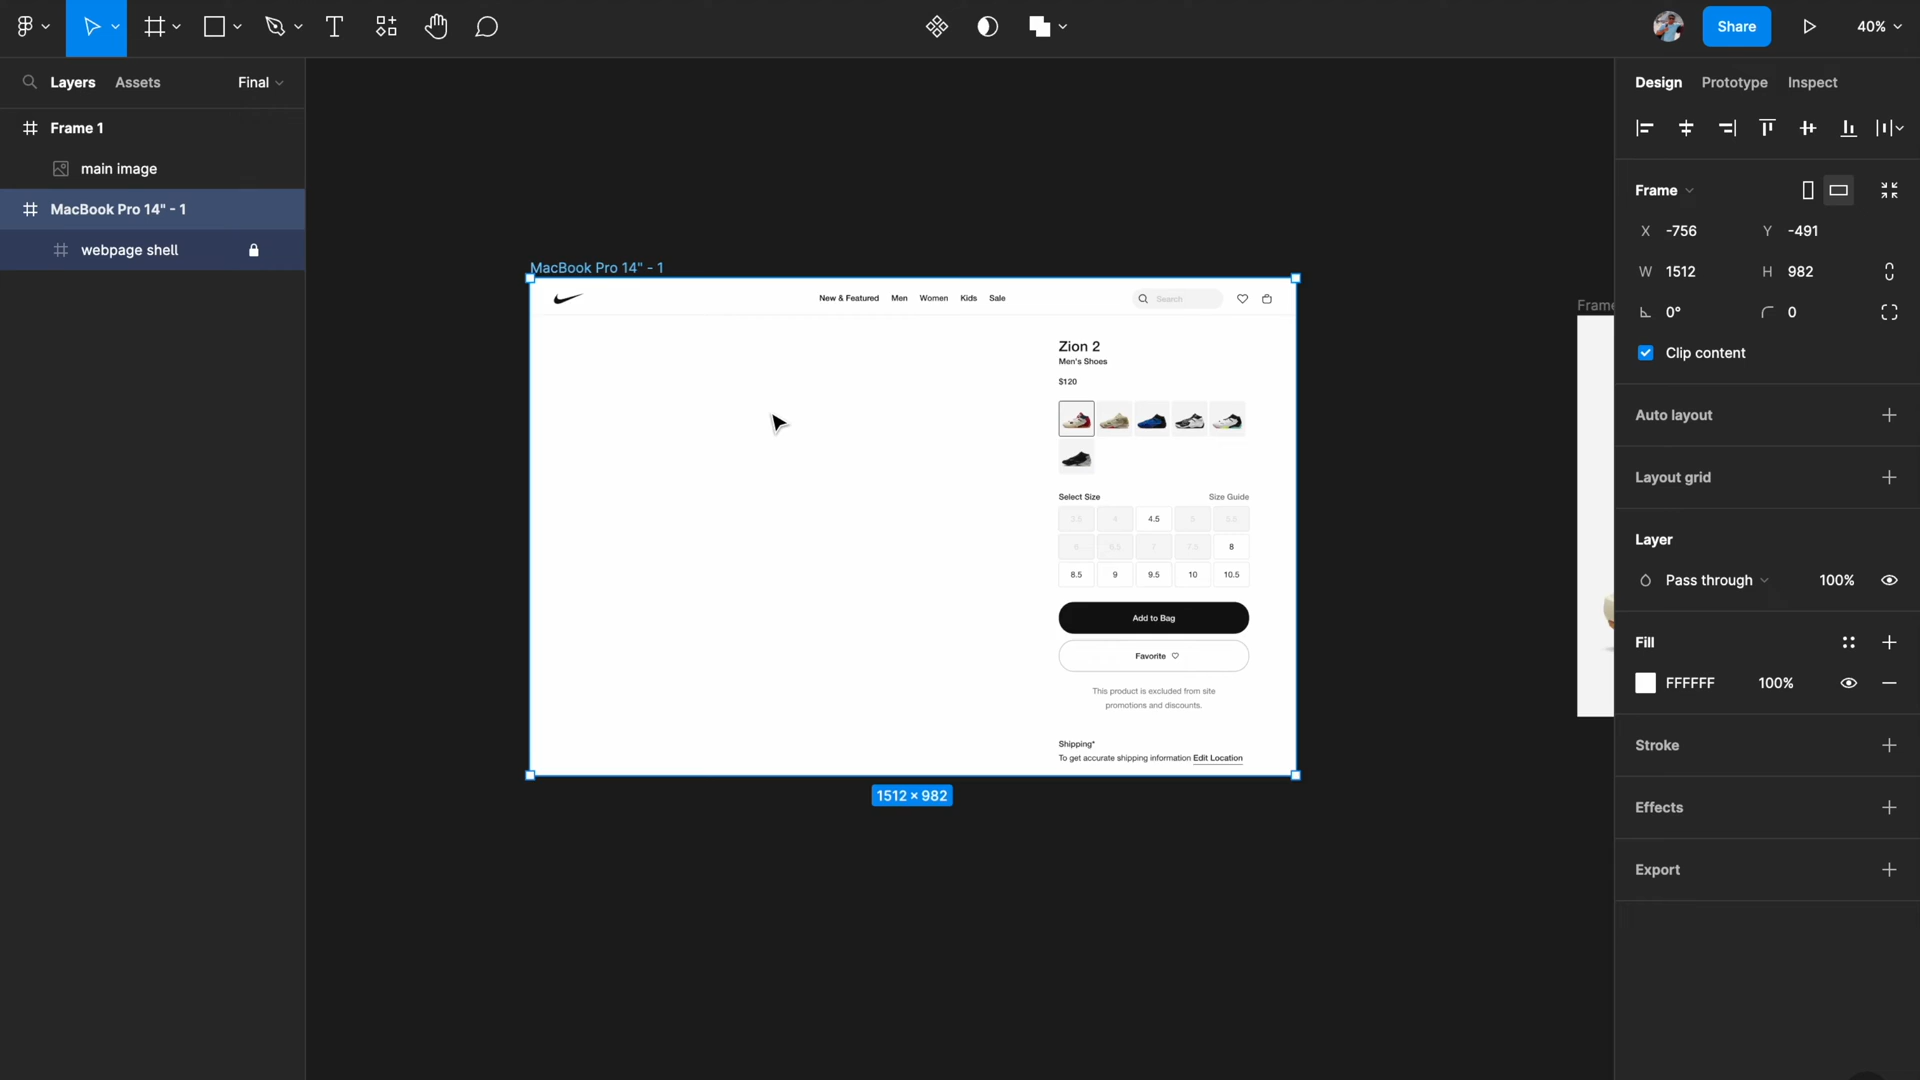 Share
40%
Layers
Assets
Final
Design
Prototype
Inspect
Frame 1
main image
MacBook Pro 14" - 1
webpage shell
Frame
X -756
Y -491
W 1512
H 982
0°
0
Clip content
Auto layout
Layout grid
Layer
Pass through
100%
Fill
FFFFFF
100%
Stroke
Effects
Export
MacBook Pro 14" - 1
Frame
New & Featured
Men
Women
Kids
Sale
Search
Zion 2
Men's Shoes
$120
Select Size
Size Guide
3.5 4 4.5 5 5.5
6 6.5 7 7.5 8
8.5 9 9.5 10 10.5
Add to Bag
Favorite
This product is excluded from site
promotions and discounts.
Shipping*
To get accurate shipping information Edit Location
1512 × 982